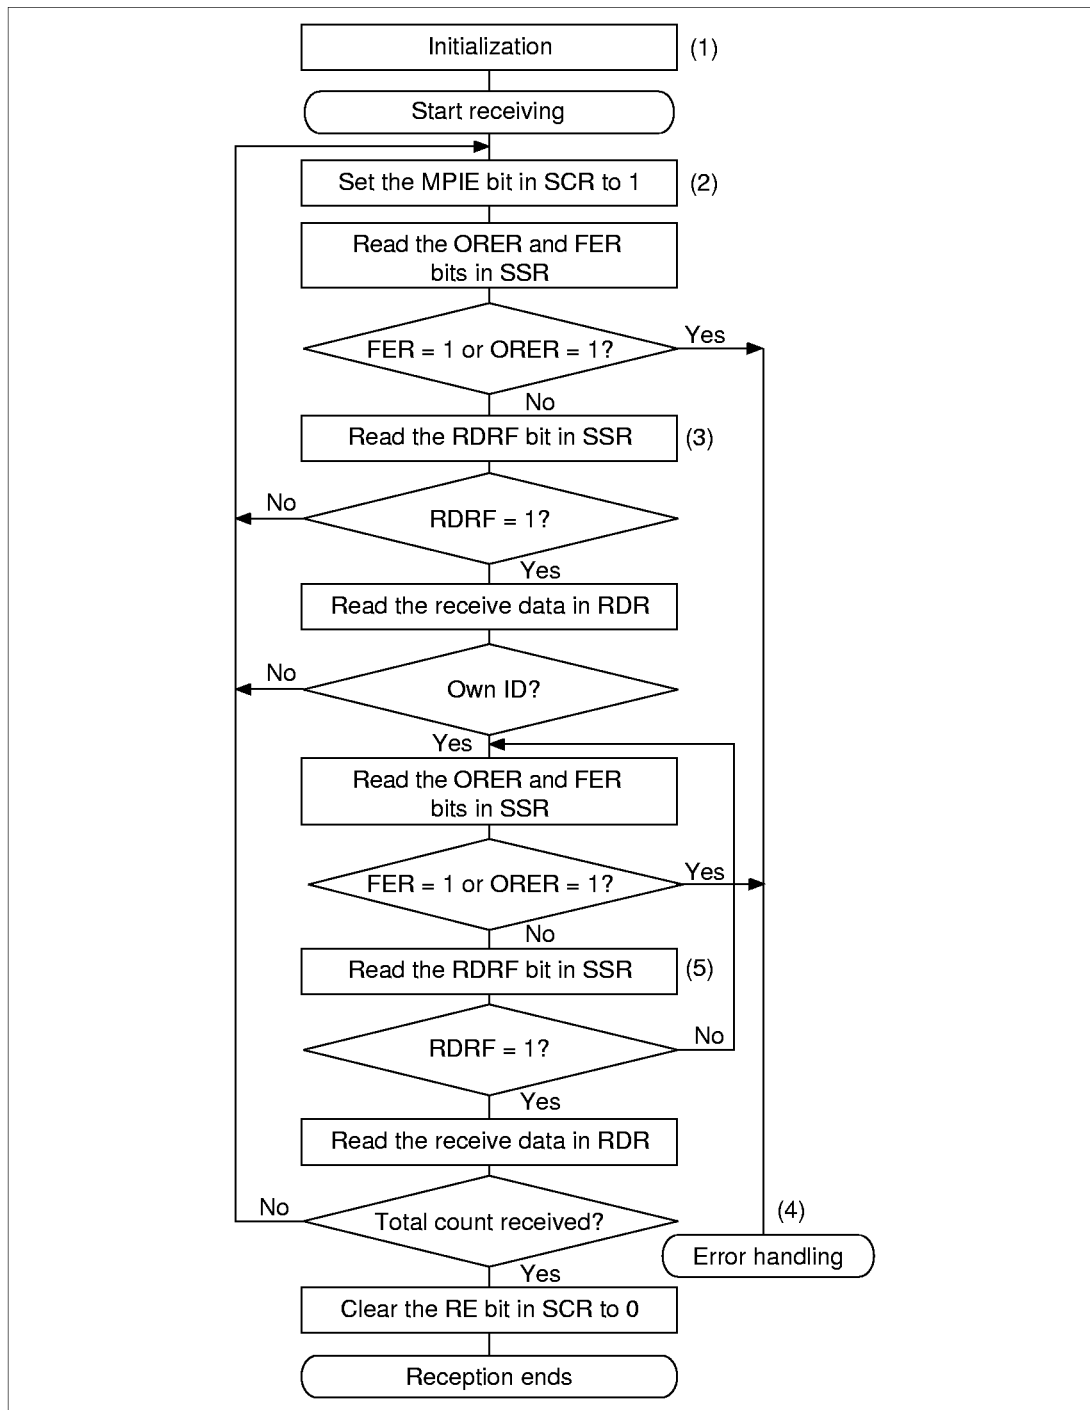 Initialization
(1)
Start receiving
Set the MPIE bit in SCR to 1
(2)
Read the ORER and FER
bits in SSR
FER = 1 or ORER = 1?
Yes
No
Read the RDRF bit in SSR
(3)
No
RDRF = 1?
Yes
Read the receive data in RDR
No
Own ID?
Yes
Read the ORER and FER
bits in SSR
FER = 1 or ORER = 1?
Yes
No
Read the RDRF bit in SSR
(5)
RDRF = 1?
No
Yes
Read the receive data in RDR
No
Total count received?
(4)
Error handling
Yes
Clear the RE bit in SCR to 0
Reception ends